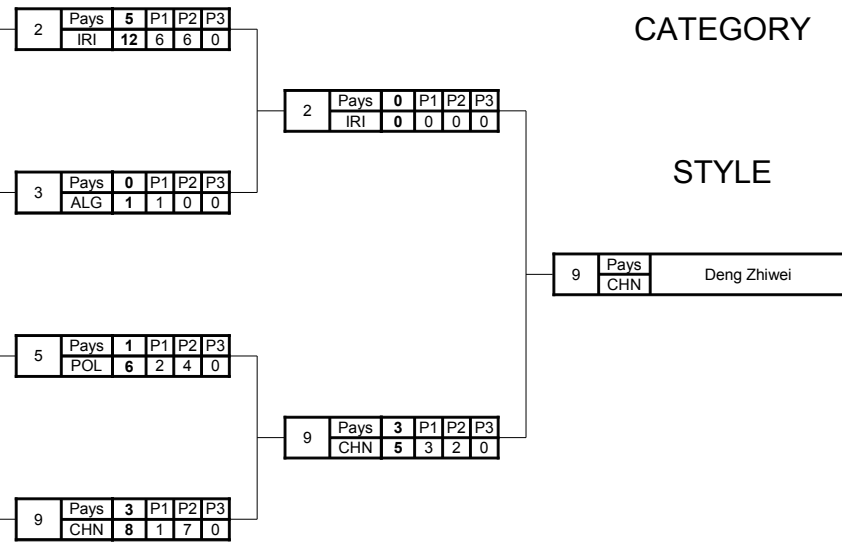 2 Pays 5 P1 P2 P3
IRI 12 6 6 0
CATEGORY
2 Pays 0 P1 P2 P3
IRI 0 0 0 0
3 Pays 0 P1 P2 P3
ALG 1 1 0 0
STYLE
9 Pays Deng Zhiwei
CHN
5 Pays 1 P1 P2 P3
POL 6 2 4 0
9 Pays 3 P1 P2 P3
CHN 5 3 2 0
9 Pays 3 P1 P2 P3
CHN 8 1 7 0